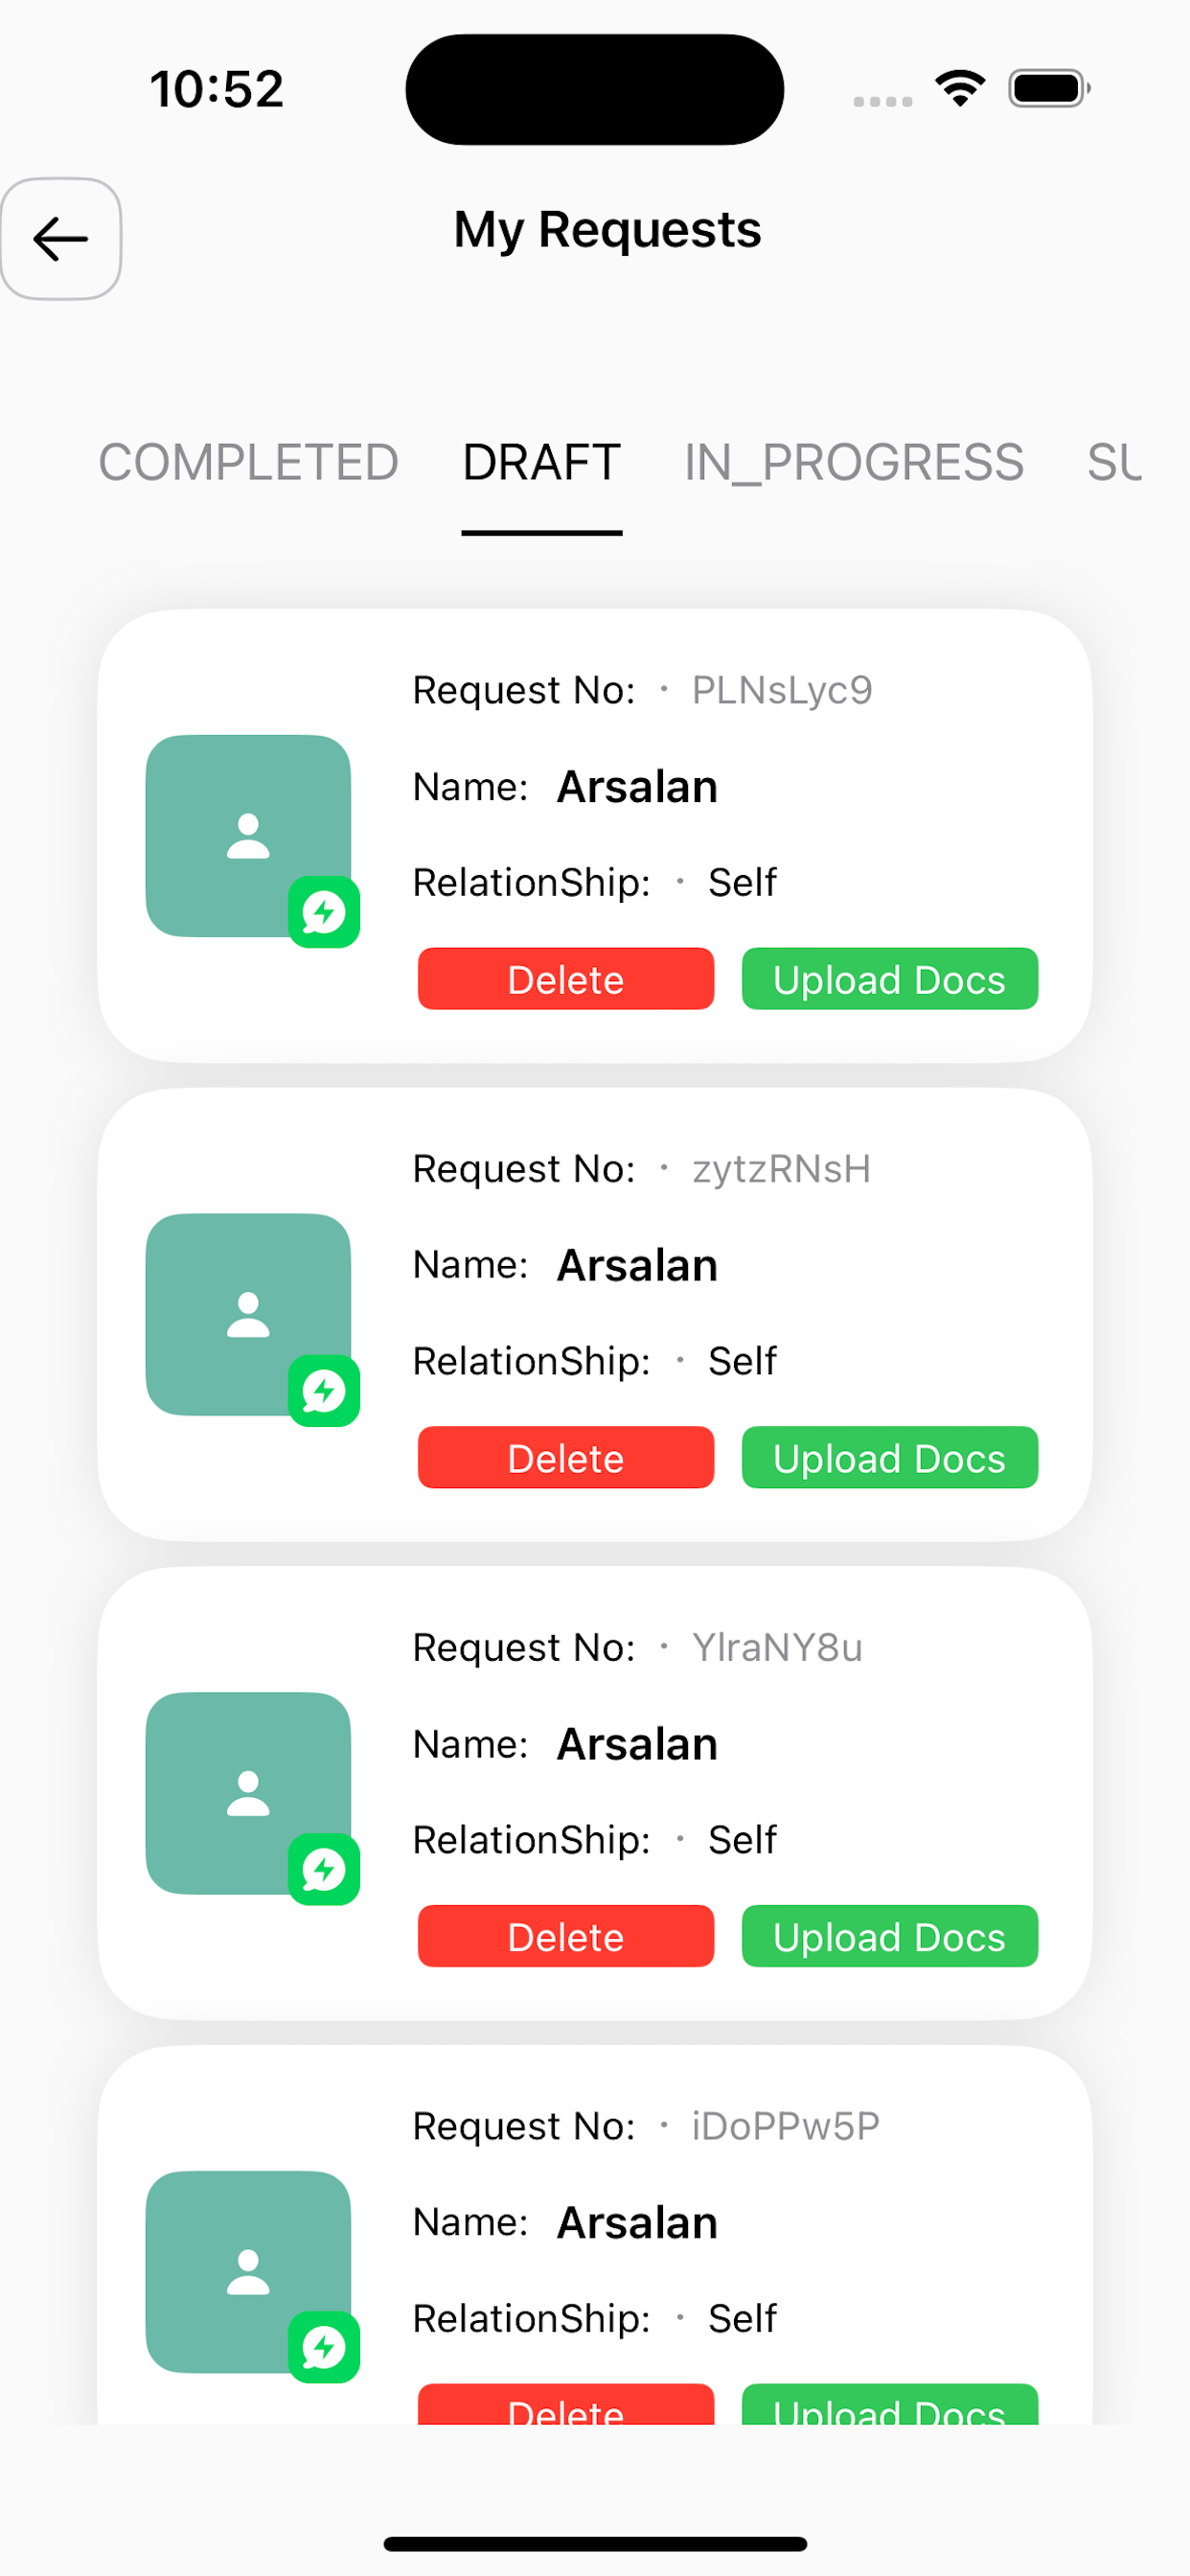 10:52
My Requests
COMPLETED DRAFT IN_PROGRESS SU
Request No: · PLNsLyc9
Name: Arsalan
RelationShip: · Self
Delete Upload Docs
Request No: · zytzRNsH
Name: Arsalan
RelationShip: · Self
Delete Upload Docs
Request No: · YlraNY8u
Name: Arsalan
RelationShip: · Self
Delete Upload Docs
Request No: · iDoPPw5P
Name: Arsalan
RelationShip: · Self
Delete Upload Docs